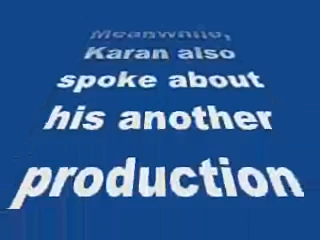 Meanwhile,
Karan also
spoke about
his another
production